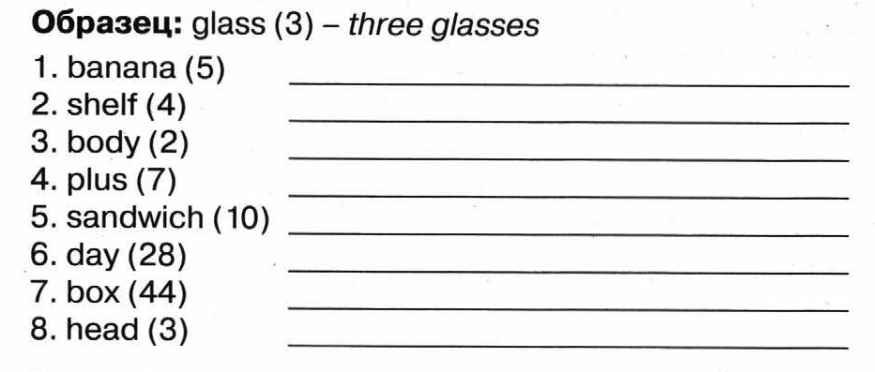 Образец: glass (3) – three glasses
1. banana (5)
2. shelf (4)
3. body (2)
4. plus (7)
5. sandwich (10)
6. day (28)
7. box (44)
8. head (3)